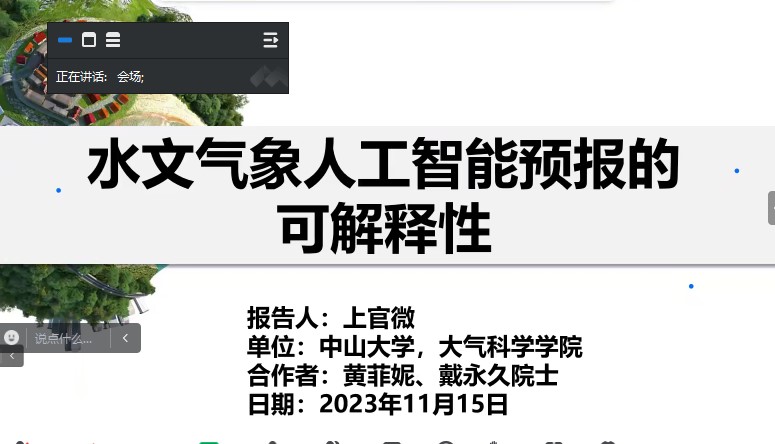 正在讲话: 会场;
水文气象人工智能预报的
可解释性
报告人：上官微
单位：中山大学，大气科学学院
合作者：黄菲妮、戴永久院士
日期：2023年11月15日
说点什么...